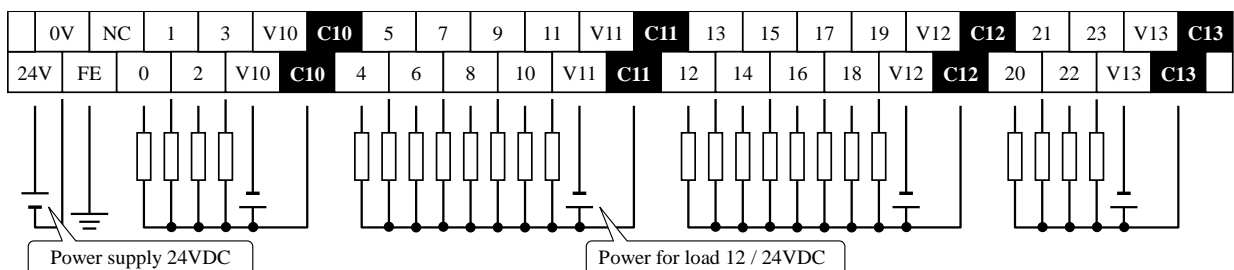 0V NC 1 3 V10 C10 5 7 9 11 V11 C11 13 15 17 19 V12 C12 21 23 V13 C13
24V FE 0 2 V10 C10 4 6 8 10 V11 C11 12 14 16 18 V12 C12 20 22 V13 C13
Power supply 24VDC
Power for load 12 / 24VDC